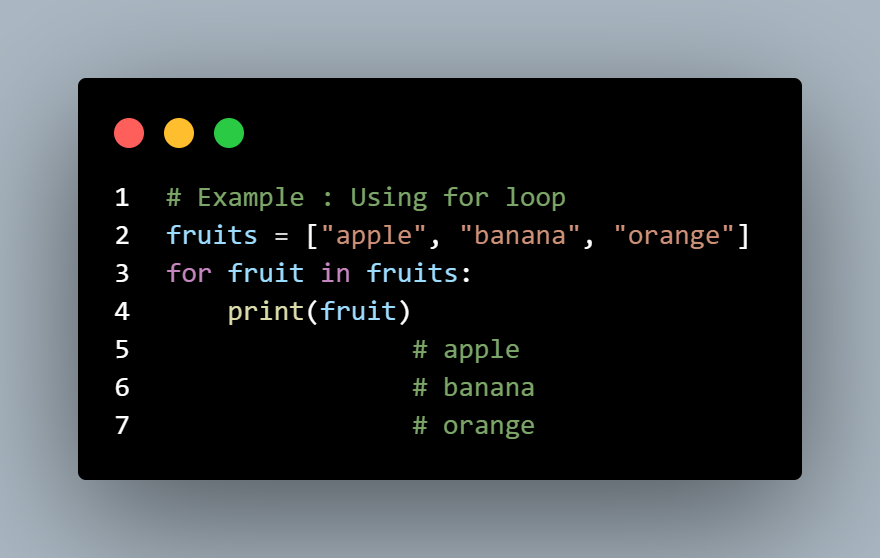 1 # Example : Using for loop
2 fruits = ["apple", "banana", "orange"]
3 for fruit in fruits:
4     print(fruit)
5                 # apple
6                 # banana
7                 # orange